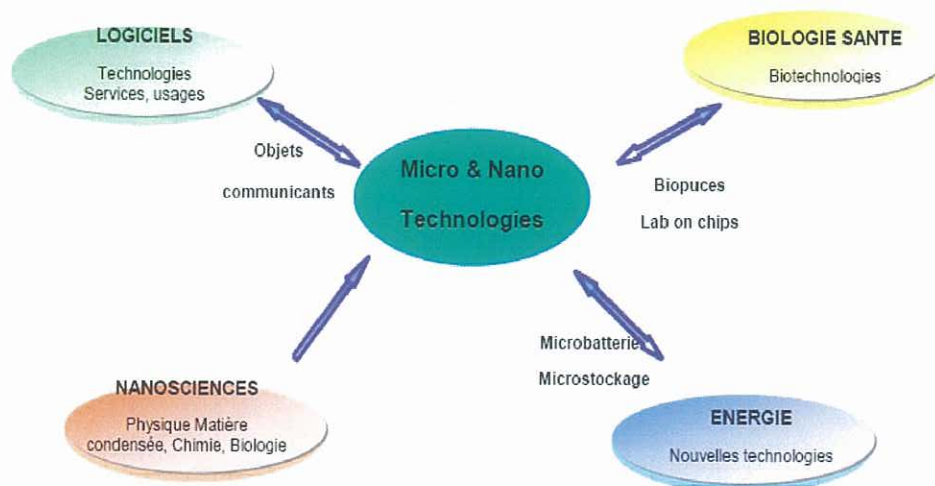 LOGICIELS
Technologies
Services, usages
BIOLOGIE SANTE
Biotechnologies
Objets
communicants
Micro & Nano
Technologies
Biopuces
Lab on chips
Microbatterie
Microstockage
NANOSCIENCES
Physique Matière
condensée, Chimie, Biologie
ENERGIE
Nouvelles technologies